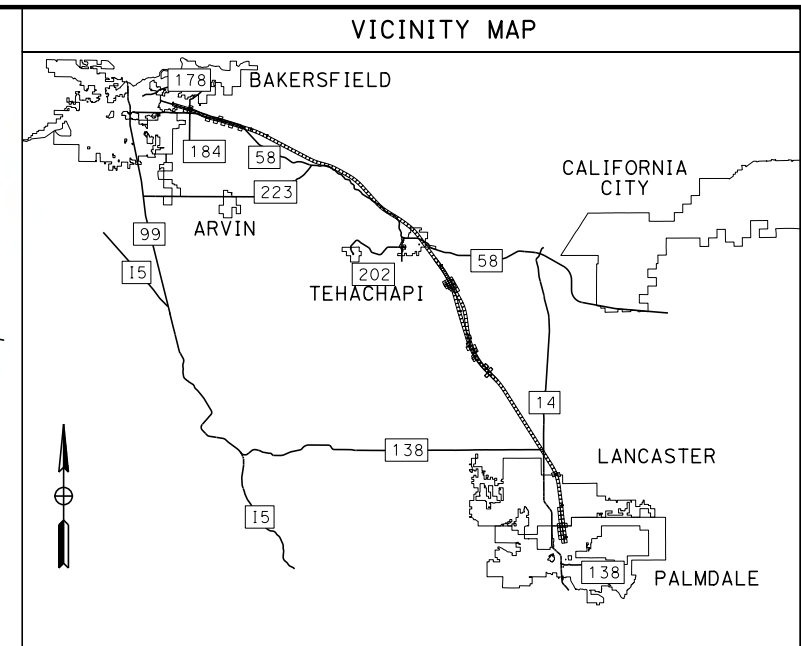 VICINITY MAP
178
BAKERSFIELD
184
58
CALIFORNIA
CITY
223
ARVIN
99
I5
58
202
TEHACHAPI
14
138
LANCASTER
I5
138
PALMDALE